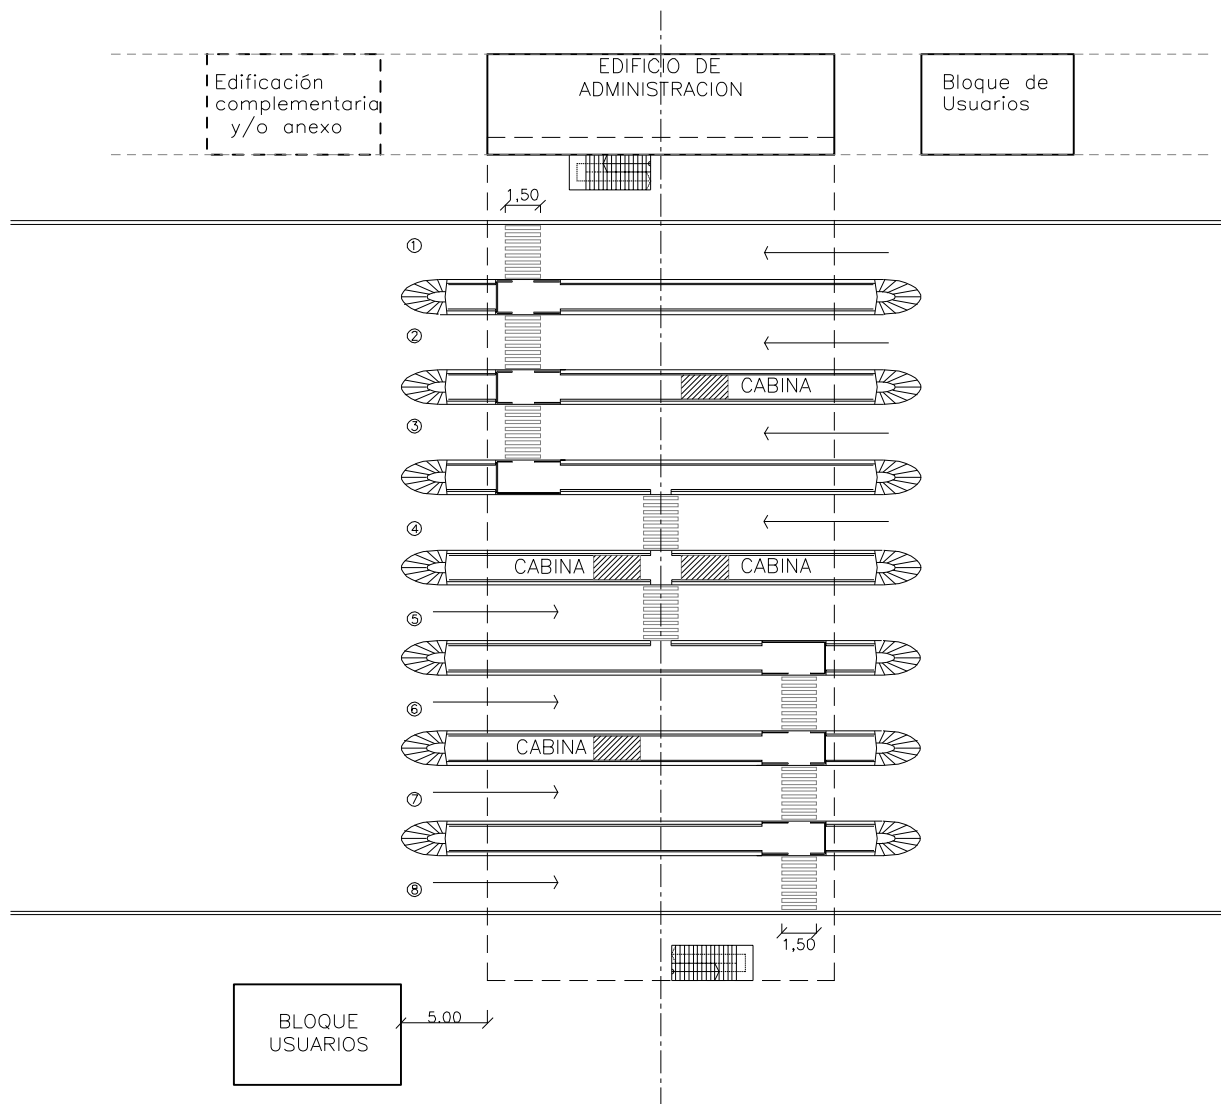 Edificación
complementaria
y/o anexo
EDIFICIO DE
ADMINISTRACION
Bloque de
Usuarios
1,50
1
2
CABINA
3
4
CABINA CABINA
5
6
CABINA
7
8
1,50
BLOQUE
USUARIOS
5.00